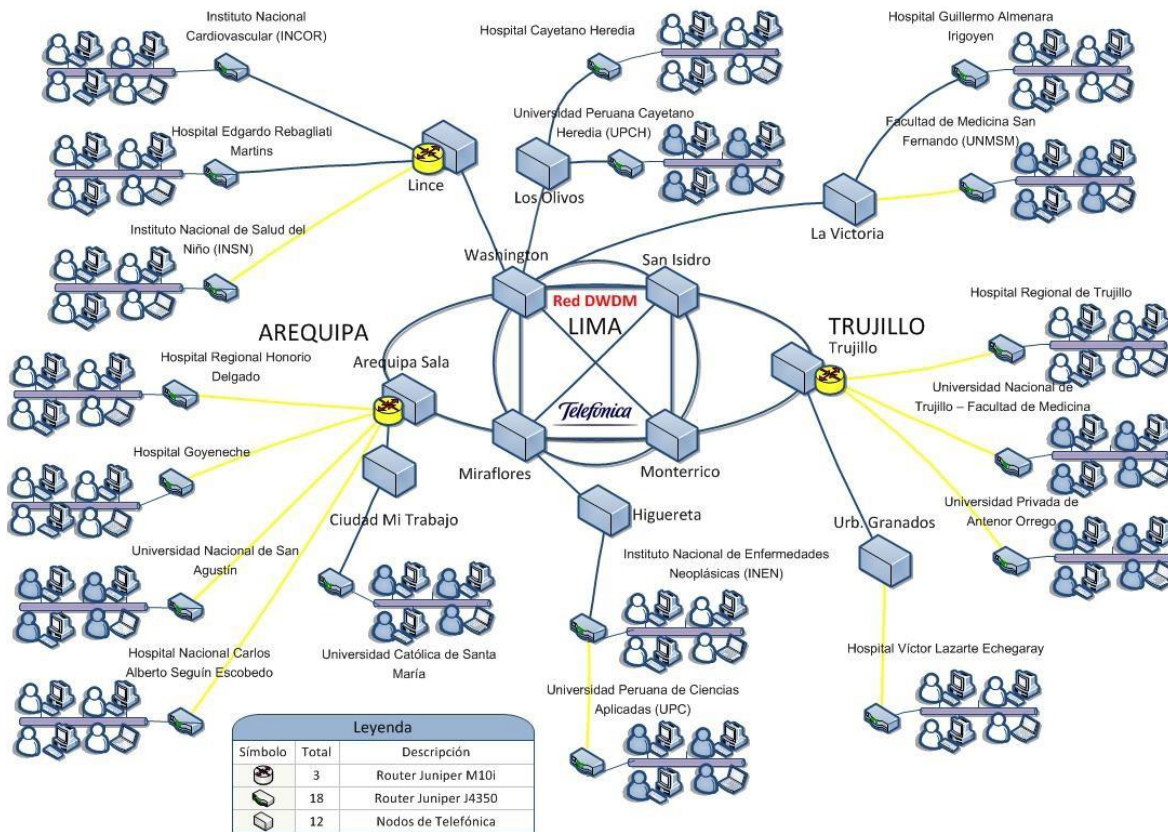 Instituto Nacional
Cardiovascular (INCOR)
Hospital Cayetano Heredia
Hospital Guillermo Almenara
Irigoyen
Hospital Edgardo Rebagliati
Martins
Universidad Peruana Cayetano
Heredia (UPCH)
Facultad de Medicina San
Fernando (UNMSM)
Lince
Los Olivos
La Victoria
Instituto Nacional de Salud del
Niño (INSN)
Washington
San Isidro
Red DWDM
LIMA
AREQUIPA
TRUJILLO
Trujillo
Hospital Regional de Trujillo
Hospital Regional Honorio
Delgado
Arequipa Sala
Universidad Nacional de
Trujillo – Facultad de Medicina
Telefónica
Hospital Goyeneche
Miraflores
Monterrico
Ciudad Mi Trabajo
Higuereta
Urb. Granados
Universidad Privada de
Antenor Orrego
Universidad Nacional de San
Agustín
Instituto Nacional de Enfermedades
Neoplásicas (INEN)
Hospital Nacional Carlos
Alberto Seguín Escobedo
Universidad Católica de Santa
María
Hospital Víctor Lazarte Echegaray
Universidad Peruana de Ciencias
Aplicadas (UPC)
Leyenda
Símbolo Total Descripción
3 Router Juniper M10i
18 Router Juniper J4350
12 Nodos de Telefónica